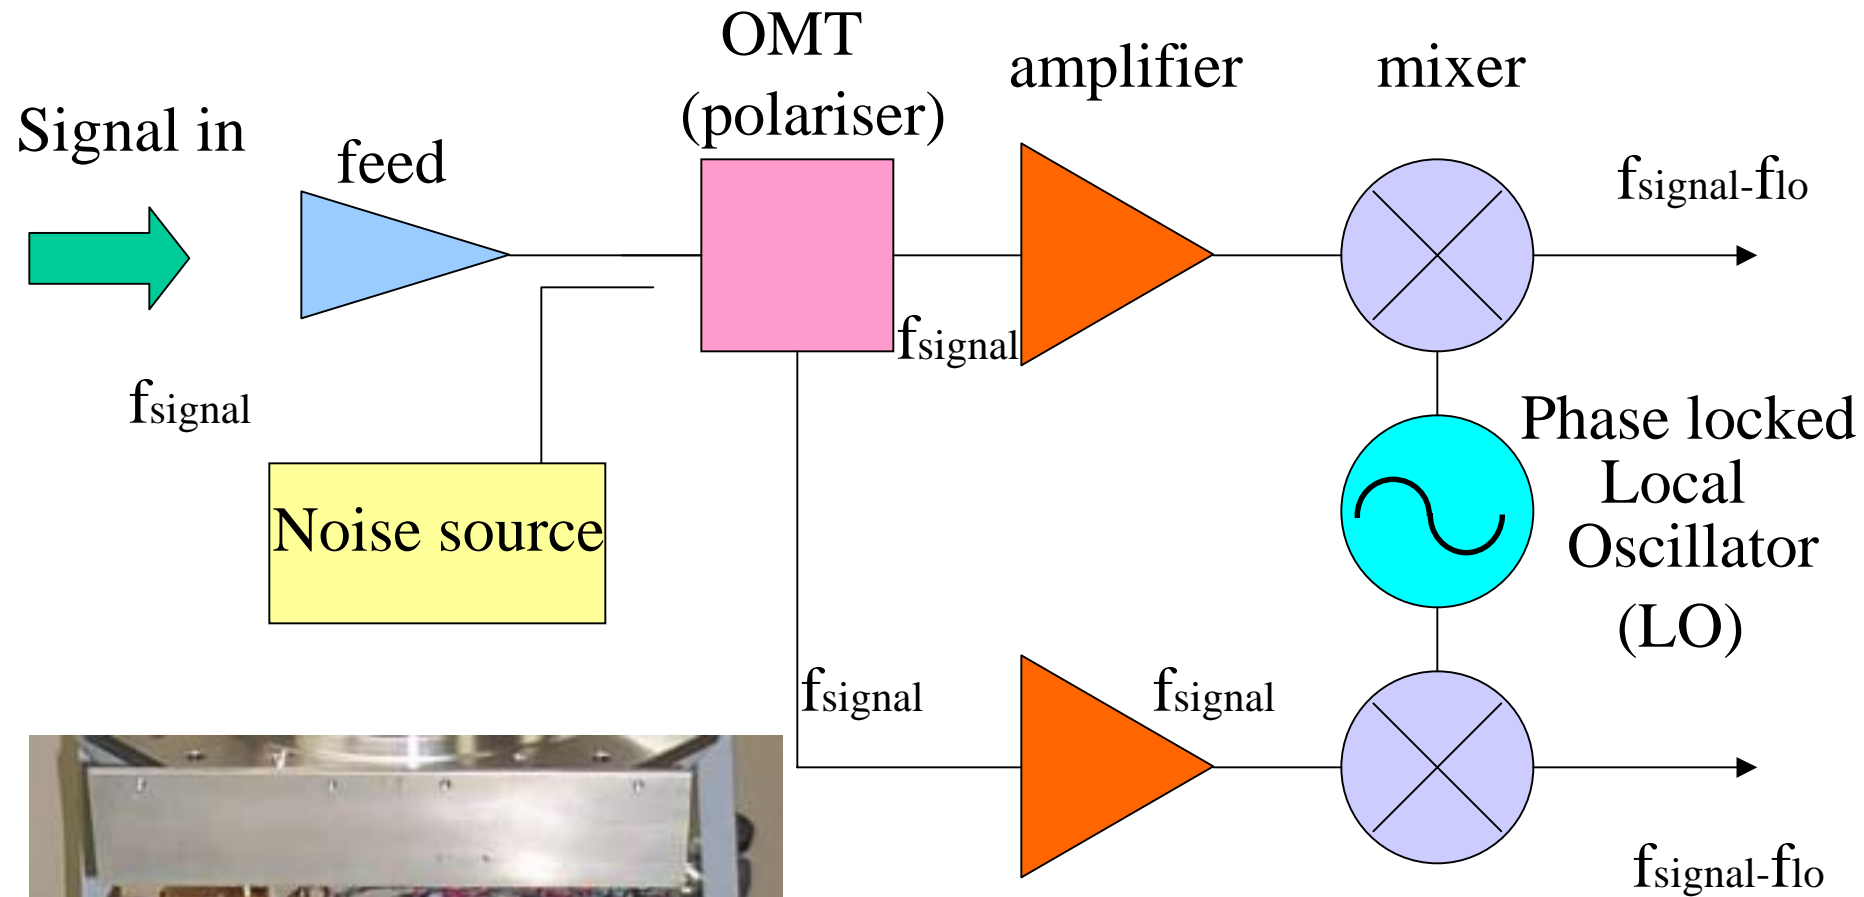 OMT
(polariser)
amplifier
mixer
Signal in
feed
fsignal-flo
fsignal
fsignal
Phase locked
Local
Oscillator
(LO)
Noise source
fsignal
fsignal
fsignal-flo